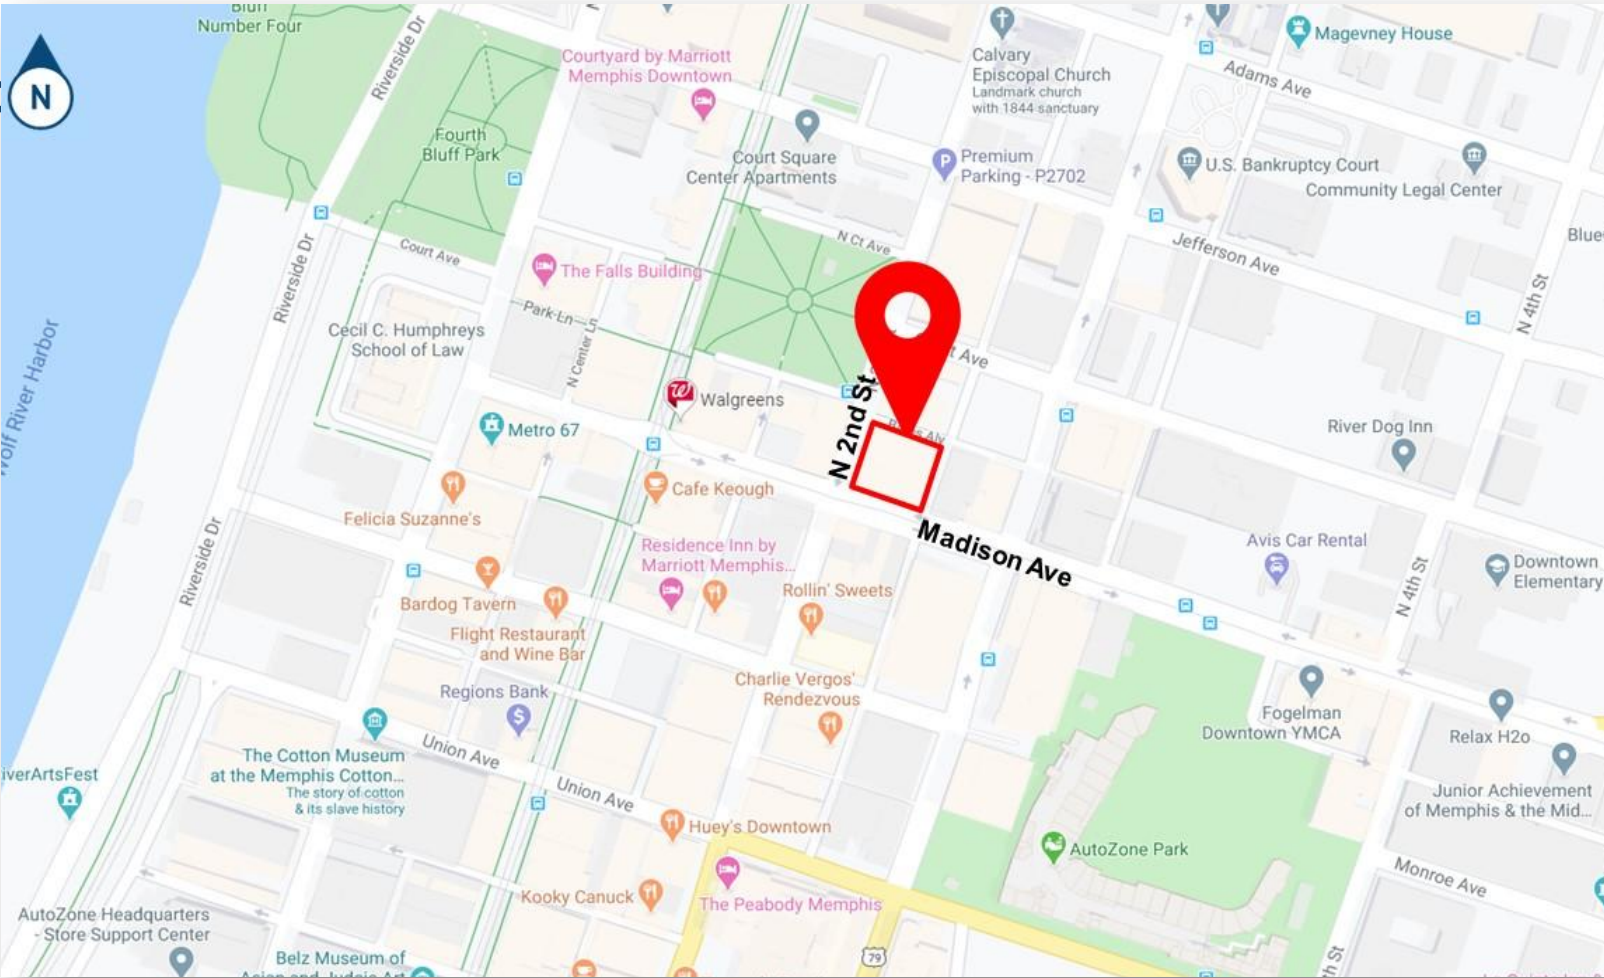 Bluff
Number Four
Riverside Dr
N
Courtyard by Marriott
Memphis Downtown
Calvary
Episcopal Church
Landmark church
with 1844 sanctuary
Magevney House
Adams Ave
Fourth
Bluff Park
Court Square
Center Apartments
P
Premium
Parking - P2702
U.S. Bankruptcy Court
Community Legal Center
Court Ave
N Ct Ave
Jefferson Ave
Blue
Riverside Dr
The Falls Building
N 4th St
Park Ln
N Center Ln
Cecil C. Humphreys
School of Law
Wolf River Harbor
t Ave
Walgreens
Metro 67
N 2nd St
River Dog Inn
Cafe Keough
Felicia Suzanne's
Madison Ave
Residence Inn by
Marriott Memphis...
Avis Car Rental
Downtown
Elementary
Riverside Dr
N 4th St
Bardog Tavern
Rollin' Sweets
Flight Restaurant
and Wine Bar
Charlie Vergos'
Rendezvous
Regions Bank
$
Fogelman
Downtown YMCA
Relax H2o
Union Ave
The Cotton Museum
at the Memphis Cotton...
The story of cotton
& its slave history
iverArtsFest
Union Ave
Junior Achievement
of Memphis & the Mid...
Huey's Downtown
AutoZone Park
Monroe Ave
Kooky Canuck
The Peabody Memphis
AutoZone Headquarters
- Store Support Center
79
Belz Museum of
Asian and Judaic Art
th St